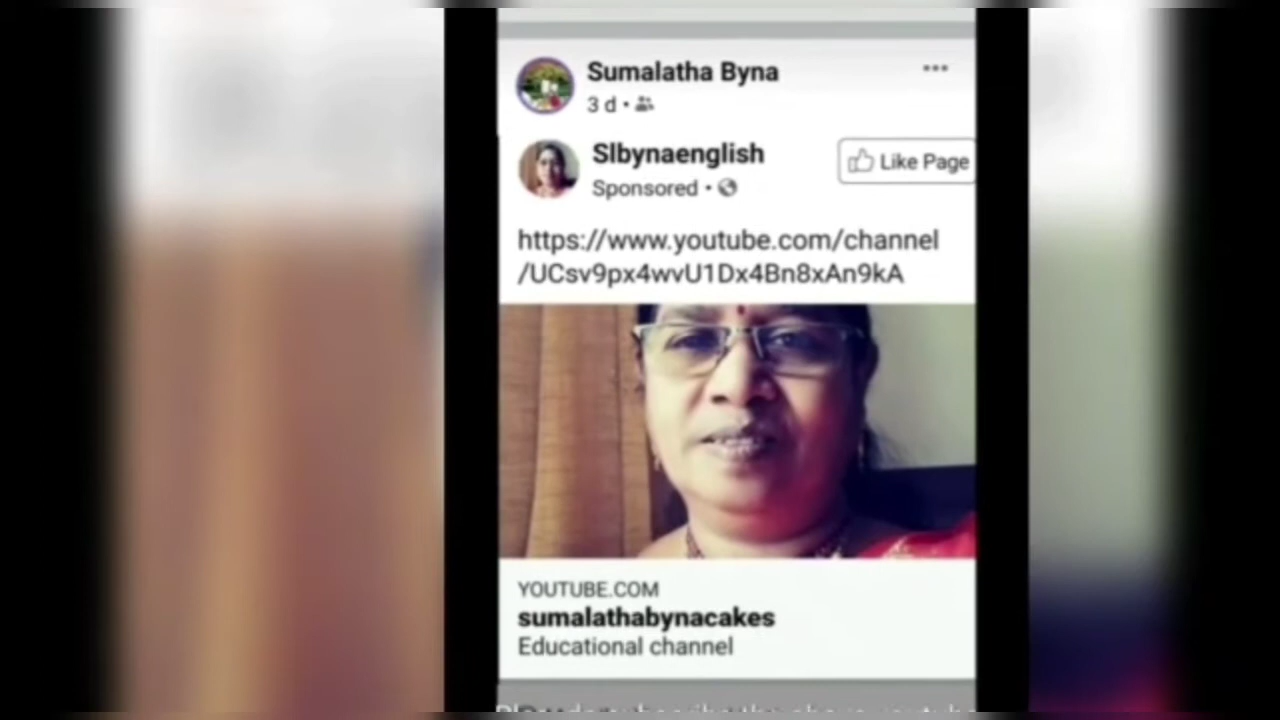 Sumalatha Byna
3 d •
Slbynaenglish
Like Page
Sponsored •
https://www.youtube.com/channel
/UCsv9px4wvU1Dx4Bn8xAn9kA
YOUTUBE.COM
sumalathabynacakes
Educational channel